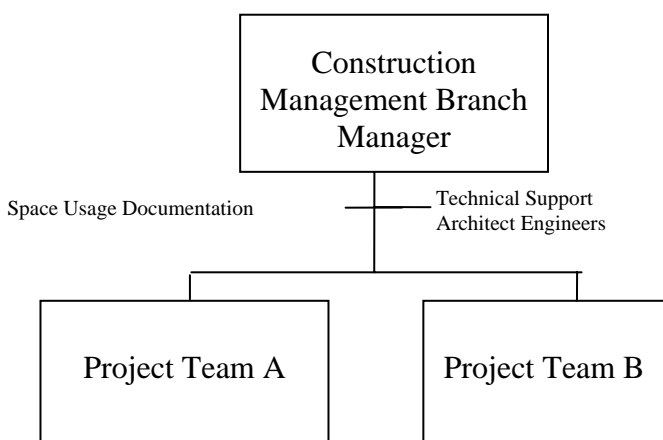 Construction
Management Branch
Manager
Space Usage Documentation
Technical Support
Architect Engineers
Project Team A
Project Team B